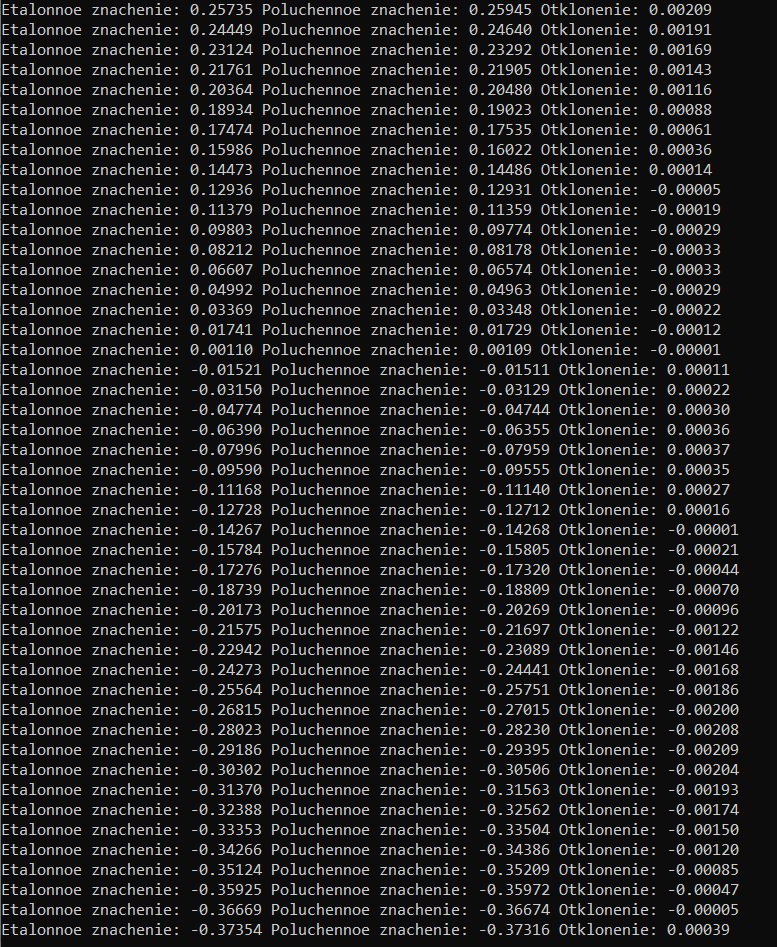 Etalonnoe znachenie: 0.25735 Poluchennoe znachenie: 0.25945 Otklonenie: 0.00209
Etalonnoe znachenie: 0.24449 Poluchennoe znachenie: 0.24640 Otklonenie: 0.00191
Etalonnoe znachenie: 0.23124 Poluchennoe znachenie: 0.23292 Otklonenie: 0.00169
Etalonnoe znachenie: 0.21761 Poluchennoe znachenie: 0.21905 Otklonenie: 0.00143
Etalonnoe znachenie: 0.20364 Poluchennoe znachenie: 0.20480 Otklonenie: 0.00116
Etalonnoe znachenie: 0.18934 Poluchennoe znachenie: 0.19023 Otklonenie: 0.00088
Etalonnoe znachenie: 0.17474 Poluchennoe znachenie: 0.17535 Otklonenie: 0.00061
Etalonnoe znachenie: 0.15986 Poluchennoe znachenie: 0.16022 Otklonenie: 0.00036
Etalonnoe znachenie: 0.14473 Poluchennoe znachenie: 0.14486 Otklonenie: 0.00014
Etalonnoe znachenie: 0.12936 Poluchennoe znachenie: 0.12931 Otklonenie: -0.00005
Etalonnoe znachenie: 0.11379 Poluchennoe znachenie: 0.11359 Otklonenie: -0.00019
Etalonnoe znachenie: 0.09803 Poluchennoe znachenie: 0.09774 Otklonenie: -0.00029
Etalonnoe znachenie: 0.08212 Poluchennoe znachenie: 0.08178 Otklonenie: -0.00033
Etalonnoe znachenie: 0.06607 Poluchennoe znachenie: 0.06574 Otklonenie: -0.00033
Etalonnoe znachenie: 0.04992 Poluchennoe znachenie: 0.04963 Otklonenie: -0.00029
Etalonnoe znachenie: 0.03369 Poluchennoe znachenie: 0.03348 Otklonenie: -0.00022
Etalonnoe znachenie: 0.01741 Poluchennoe znachenie: 0.01729 Otklonenie: -0.00012
Etalonnoe znachenie: 0.00110 Poluchennoe znachenie: 0.00109 Otklonenie: -0.00001
Etalonnoe znachenie: -0.01521 Poluchennoe znachenie: -0.01511 Otklonenie: 0.00011
Etalonnoe znachenie: -0.03150 Poluchennoe znachenie: -0.03129 Otklonenie: 0.00022
Etalonnoe znachenie: -0.04774 Poluchennoe znachenie: -0.04744 Otklonenie: 0.00030
Etalonnoe znachenie: -0.06390 Poluchennoe znachenie: -0.06355 Otklonenie: 0.00036
Etalonnoe znachenie: -0.07996 Poluchennoe znachenie: -0.07959 Otklonenie: 0.00037
Etalonnoe znachenie: -0.09590 Poluchennoe znachenie: -0.09555 Otklonenie: 0.00035
Etalonnoe znachenie: -0.11168 Poluchennoe znachenie: -0.11140 Otklonenie: 0.00027
Etalonnoe znachenie: -0.12728 Poluchennoe znachenie: -0.12712 Otklonenie: 0.00016
Etalonnoe znachenie: -0.14267 Poluchennoe znachenie: -0.14268 Otklonenie: -0.00001
Etalonnoe znachenie: -0.15784 Poluchennoe znachenie: -0.15805 Otklonenie: -0.00021
Etalonnoe znachenie: -0.17276 Poluchennoe znachenie: -0.17320 Otklonenie: -0.00044
Etalonnoe znachenie: -0.18739 Poluchennoe znachenie: -0.18809 Otklonenie: -0.00070
Etalonnoe znachenie: -0.20173 Poluchennoe znachenie: -0.20269 Otklonenie: -0.00096
Etalonnoe znachenie: -0.21575 Poluchennoe znachenie: -0.21697 Otklonenie: -0.00122
Etalonnoe znachenie: -0.22942 Poluchennoe znachenie: -0.23089 Otklonenie: -0.00146
Etalonnoe znachenie: -0.24273 Poluchennoe znachenie: -0.24441 Otklonenie: -0.00168
Etalonnoe znachenie: -0.25564 Poluchennoe znachenie: -0.25751 Otklonenie: -0.00186
Etalonnoe znachenie: -0.26815 Poluchennoe znachenie: -0.27015 Otklonenie: -0.00200
Etalonnoe znachenie: -0.28023 Poluchennoe znachenie: -0.28230 Otklonenie: -0.00208
Etalonnoe znachenie: -0.29186 Poluchennoe znachenie: -0.29395 Otklonenie: -0.00209
Etalonnoe znachenie: -0.30302 Poluchennoe znachenie: -0.30506 Otklonenie: -0.00204
Etalonnoe znachenie: -0.31370 Poluchennoe znachenie: -0.31563 Otklonenie: -0.00193
Etalonnoe znachenie: -0.32388 Poluchennoe znachenie: -0.32562 Otklonenie: -0.00174
Etalonnoe znachenie: -0.33353 Poluchennoe znachenie: -0.33504 Otklonenie: -0.00150
Etalonnoe znachenie: -0.34266 Poluchennoe znachenie: -0.34386 Otklonenie: -0.00120
Etalonnoe znachenie: -0.35124 Poluchennoe znachenie: -0.35209 Otklonenie: -0.00085
Etalonnoe znachenie: -0.35925 Poluchennoe znachenie: -0.35972 Otklonenie: -0.00047
Etalonnoe znachenie: -0.36669 Poluchennoe znachenie: -0.36674 Otklonenie: -0.00005
Etalonnoe znachenie: -0.37354 Poluchennoe znachenie: -0.37316 Otklonenie: 0.00039